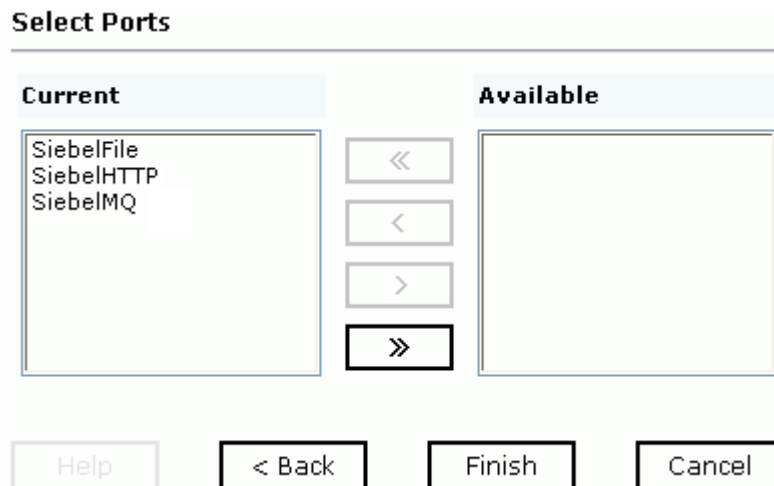 Select Ports
Current
Available
SiebelFile
SiebelHTTP
SiebelMQ
«
<
>
»
Help
< Back
Finish
Cancel